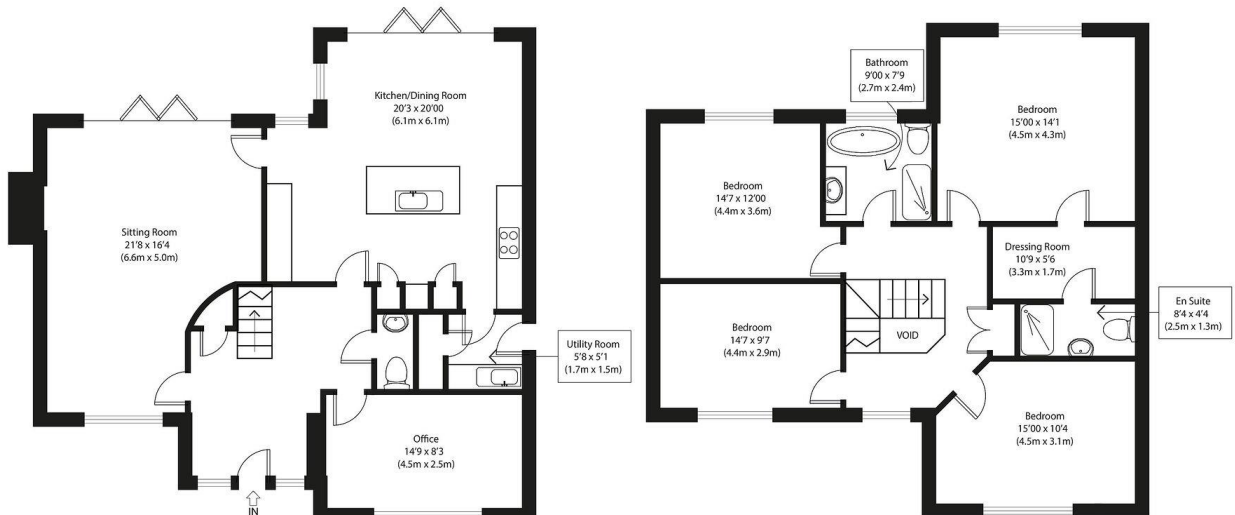 Kitchen/Dining Room
20'3 x 20'00
(6.1m x 6.1m)
Sitting Room
21'8 x 16'4
(6.6m x 5.0m)
Utility Room
5'8 x 5'1
(1.7m x 1.5m)
Office
14'9 x 8'3
(4.5m x 2.5m)
IN
Bathroom
9'00 x 7'9
(2.7m x 2.4m)
Bedroom
15'00 x 14'1
(4.5m x 4.3m)
Bedroom
14'7 x 12'00
(4.4m x 3.6m)
Dressing Room
10'9 x 5'6
(3.3m x 1.7m)
En Suite
8'4 x 4'4
(2.5m x 1.3m)
Bedroom
14'7 x 9'7
(4.4m x 2.9m)
VOID
Bedroom
15'00 x 10'4
(4.5m x 3.1m)